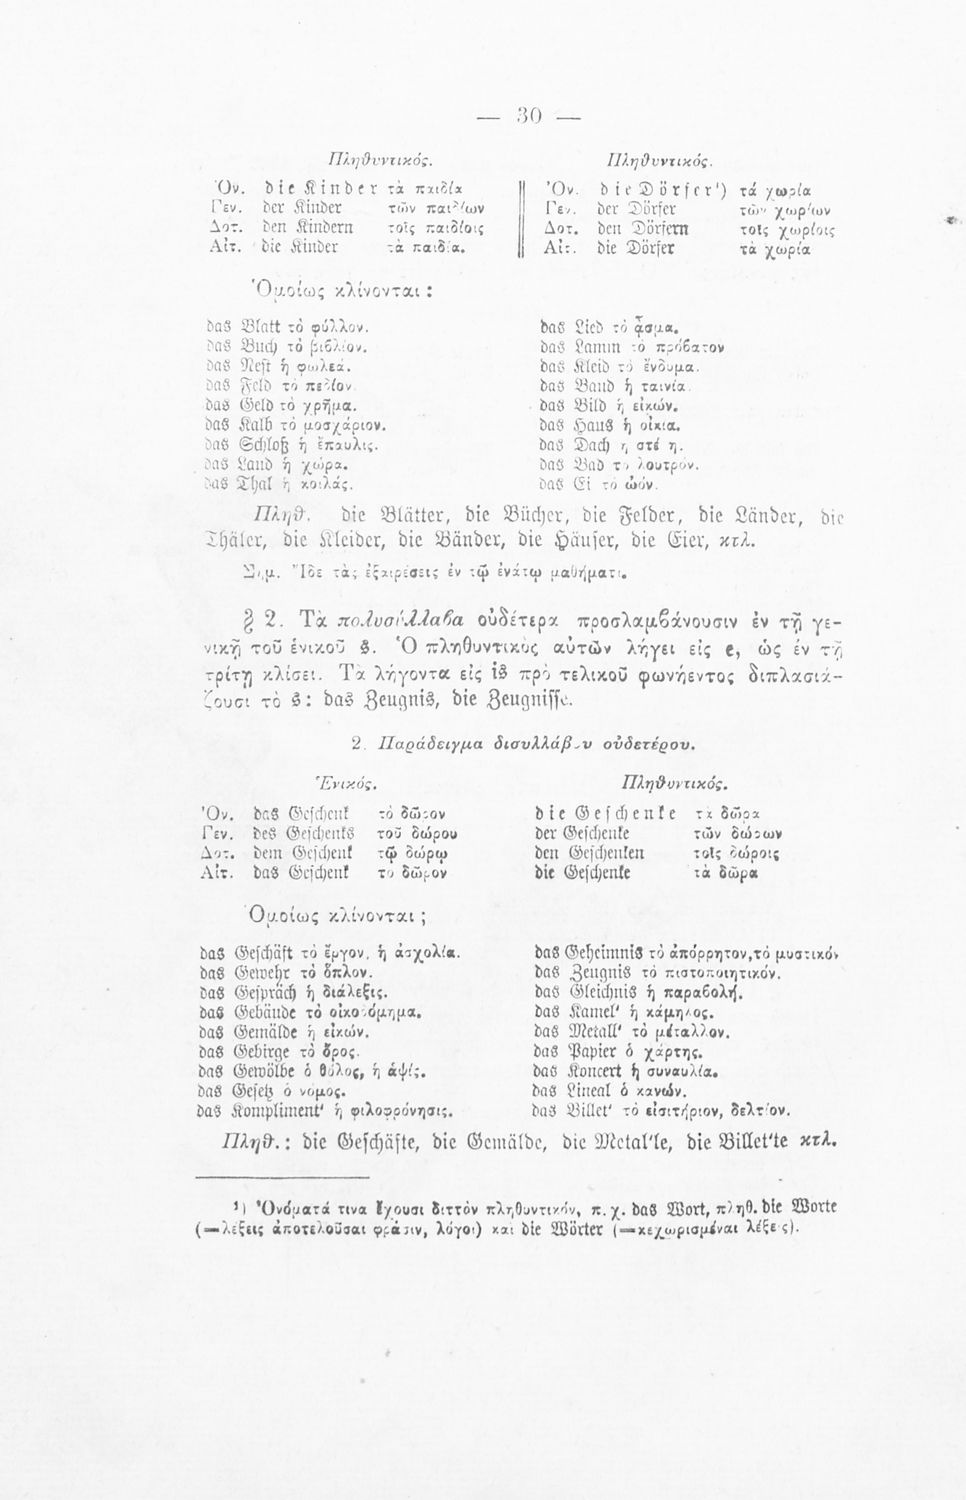 — 30 —
Πληθυντικός. Πληθυντικός.
Ὀν. die Kinder τὰ παιδία Ὀν. die Dörfer¹) τά χωρία
Γεν. der Kinder τῶν παιδίων Γεν. der Dörfer τῶν χωρίων
Δοτ. den Kindern τοῖς παιδίοις Δοτ. den Dörfern τοῖς χωρίοις
Αἰτ. die Kinder τὰ παιδία. Αἰτ. die Dörfer τὰ χωρία
Ὁμοίως κλίνονται :
das Blatt τὸ φύλλον. das Lied τὸ ᾆσμα.
das Buch τὸ βιβλίον. das Lamm τὸ πρόβατον
das Nest ἡ φωλεά. das Kleid τὸ ἔνδυμα.
das Feld τὸ πεδίον. das Band ἡ ταινία.
das Geld τὸ χρῆμα. das Bild ἡ εἰκών.
das Kalb τὸ μοσχάριον. das Haus ἡ οἰκία.
das Schloß ἡ ἔπαυλις. das Dach ἡ στέγη.
das Land ἡ χώρα. das Bad τὸ λουτρόν.
das Thal ἡ κοιλάς. das Ei τὸ ὠόν.
Πληθ. die Blätter, die Bücher, die Felder, die Länder, die
Thäler, die Kleider, die Bänder, die Häuser, die Eier, κτλ.
Σημ. Ἴδε τὰς ἐξαιρέσεις ἐν τῷ ἐνάτῳ μαθήματι.
§ 2. Τὰ πολυσύλλαβα οὐδέτερα προσλαμβάνουσιν ἐν τῇ γε-
νικῇ τοῦ ἑνικοῦ s. Ὁ πληθυντικὸς αὐτῶν λήγει εἰς e, ὡς ἐν τῇ
τρίτῃ κλίσει. Τὰ λήγοντα εἰς is πρὸ τελικοῦ φωνήεντος διπλασιά-
ζουσι τὸ s: das Zeugnis, die Zeugnisse.
2. Παράδειγμα δισυλλάβου οὐδετέρου.
Ἑνικός. Πληθυντικός.
Ὀν. das Geschenk τὸ δῶρον die Geschenke τὰ δῶρα
Γεν. des Geschenks τοῦ δώρου der Geschenke τῶν δώρων
Δοτ. dem Geschenk τῷ δώρῳ den Geschenken τοῖς δώροις
Αἰτ. das Geschenk τὸ δῶρον die Geschenke τὰ δῶρα
Ὁμοίως κλίνονται ;
das Geschäft τὸ ἔργον, ἡ ἀσχολία. das Geheimnis τὸ ἀπόρρητον,τὸ μυστικόν
das Gewehr τὸ ὅπλον. das Zeugnis τὸ πιστοποιητικόν.
das Gespräch ἡ διάλεξις. das Gleichnis ἡ παραβολή.
das Gebäude τὸ οἰκοδόμημα. das Kamel' ἡ κάμηλος.
das Gemälde ἡ εἰκών. das Metall' τὸ μέταλλον.
das Gebirge τὸ ὄρος. das Papier ὁ χάρτης.
das Gewölbe ὁ θόλος, ἡ ἀψίς. das Koncert ἡ συναυλία.
das Gesetz ὁ νόμος. das Lineal ὁ κανών.
das Kompliment' ἡ φιλοφρόνησις. das Billet' τὸ εἰσιτήριον, δελτίον.
Πληθ.: die Geschäfte, die Gemälde, die Metal'le, die Billet'te κτλ.
¹) Ὀνόματά τινα ἔχουσι διττὸν πληθυντικόν, π. χ. das Wort, πληθ. die Worte
(=λέξεις ἀποτελοῦσαι φράσιν, λόγοι) καὶ die Wörter (=κεχωρισμέναι λέξεις).